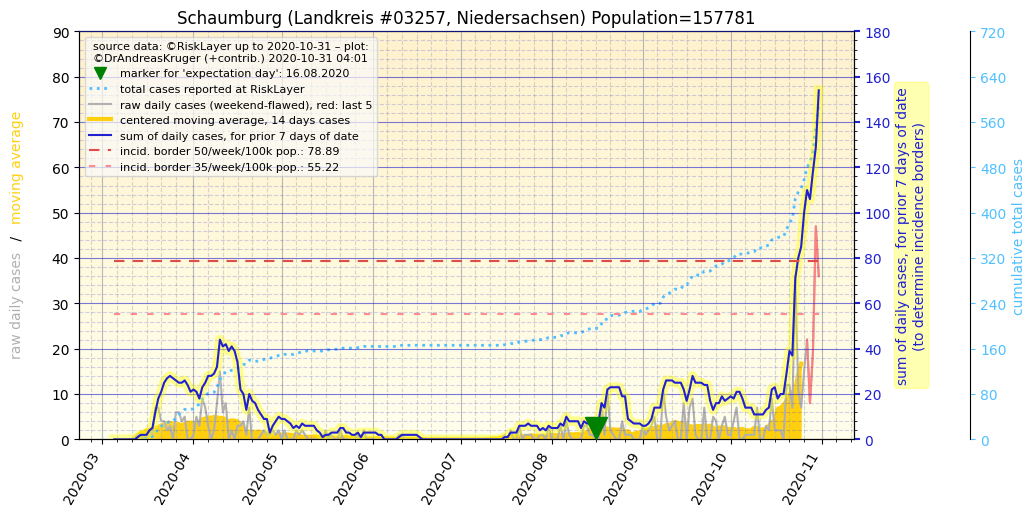 Schaumburg (Landkreis #03257, Niedersachsen) Population=157781
source data: ©RiskLayer up to 2020-10-31 – plot:
©DrAndreasKruger (+contrib.) 2020-10-31 04:01
marker for 'expectation day': 16.08.2020
total cases reported at RiskLayer
raw daily cases (weekend-flawed), red: last 5
centered moving average, 14 days cases
sum of daily cases, for prior 7 days of date
incid. border 50/week/100k pop.: 78.89
incid. border 35/week/100k pop.: 55.22
raw daily cases / moving average
90
80
70
60
50
40
30
20
10
0
180
160
140
120
100
80
60
40
20
0
sum of daily cases, for prior 7 days of date
(to determine incidence borders)
720
640
560
480
400
320
240
160
80
0
cumulative total cases
2020-03
2020-04
2020-05
2020-06
2020-07
2020-08
2020-09
2020-10
2020-11